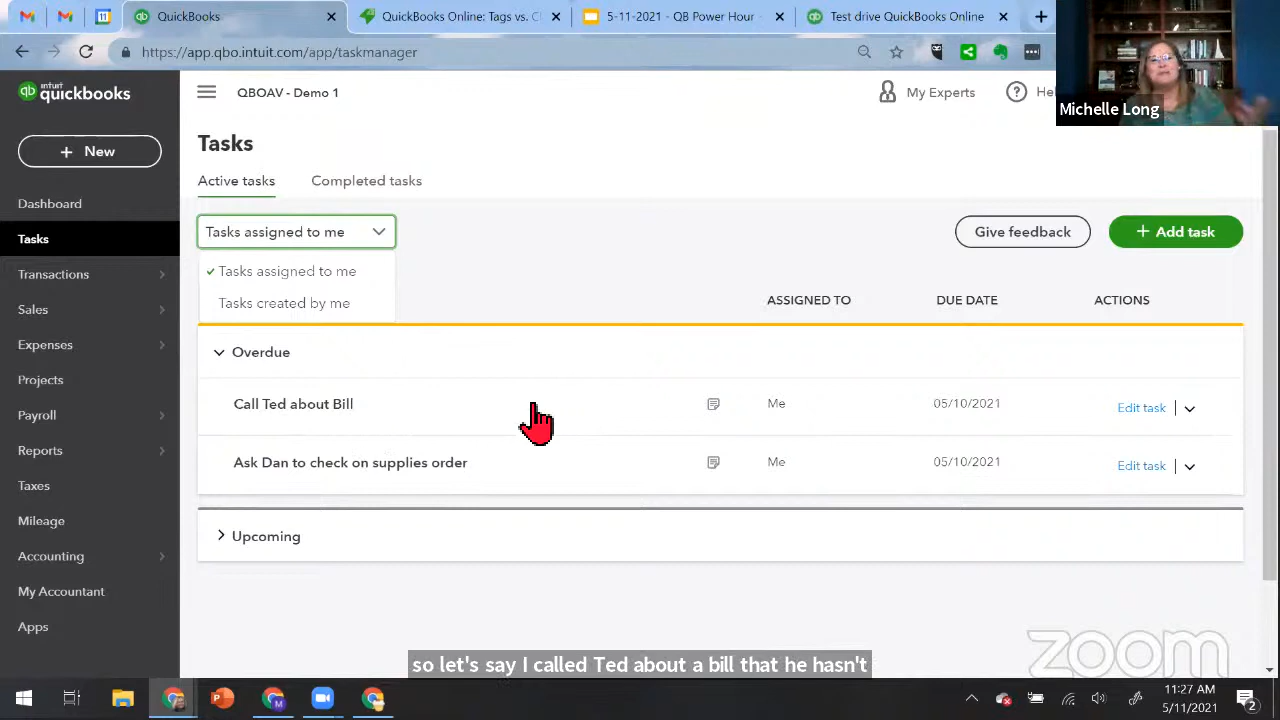 QuickBooks
QuickBooks Online Tags vs
5-11-2021 - QB Power Hour
Test drive QuickBooks Online
https://app.qbo.intuit.com/app/taskmanager
intuit
quickbooks
QBOAV - Demo 1
My Experts
Hel
Michelle Long
+ New
Dashboard
Tasks
Transactions
Sales
Expenses
Projects
Payroll
Reports
Taxes
Mileage
Accounting
My Accountant
Apps
Tasks
Active tasks
Completed tasks
Tasks assigned to me
Give feedback
+ Add task
Tasks assigned to me
Tasks created by me
ASSIGNED TO
DUE DATE
ACTIONS
Overdue
Call Ted about Bill
Me
05/10/2021
Edit task
Ask Dan to check on supplies order
Me
05/10/2021
Edit task
Upcoming
zoom
so let's say I called Ted about a bill that he hasn't
11:27 AM
5/11/2021
2